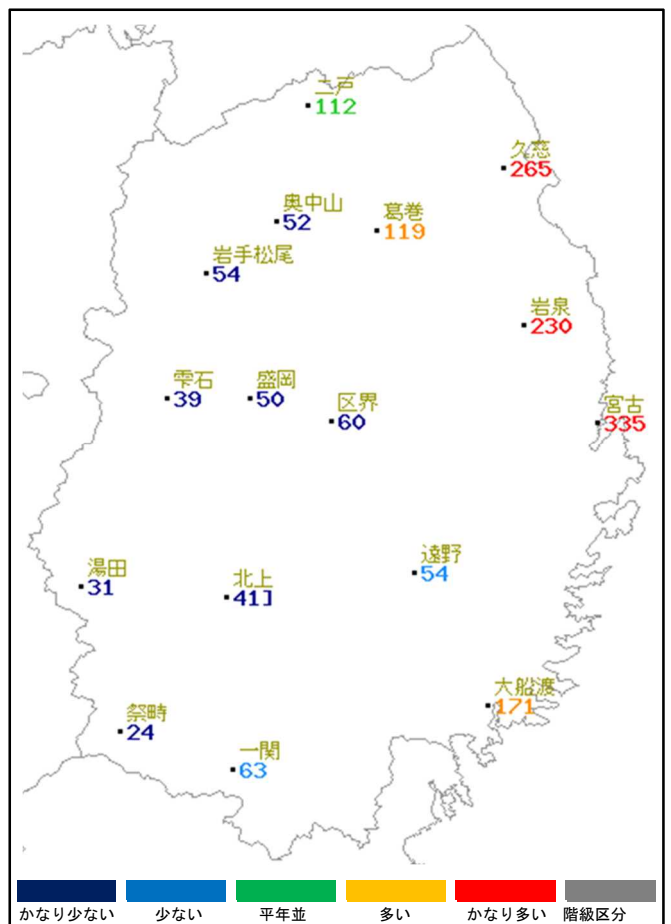 二戸
112
久慈
265
奥中山
52
葛巻
119
岩手松尾
54
岩泉
230
雫石
39
盛岡
50
区界
60
宮古
335
湯田
31
北上
41]
遠野
54
大船渡
171
祭畤
24
一関
63
かなり少ない 少ない 平年並 多い かなり多い 階級区分